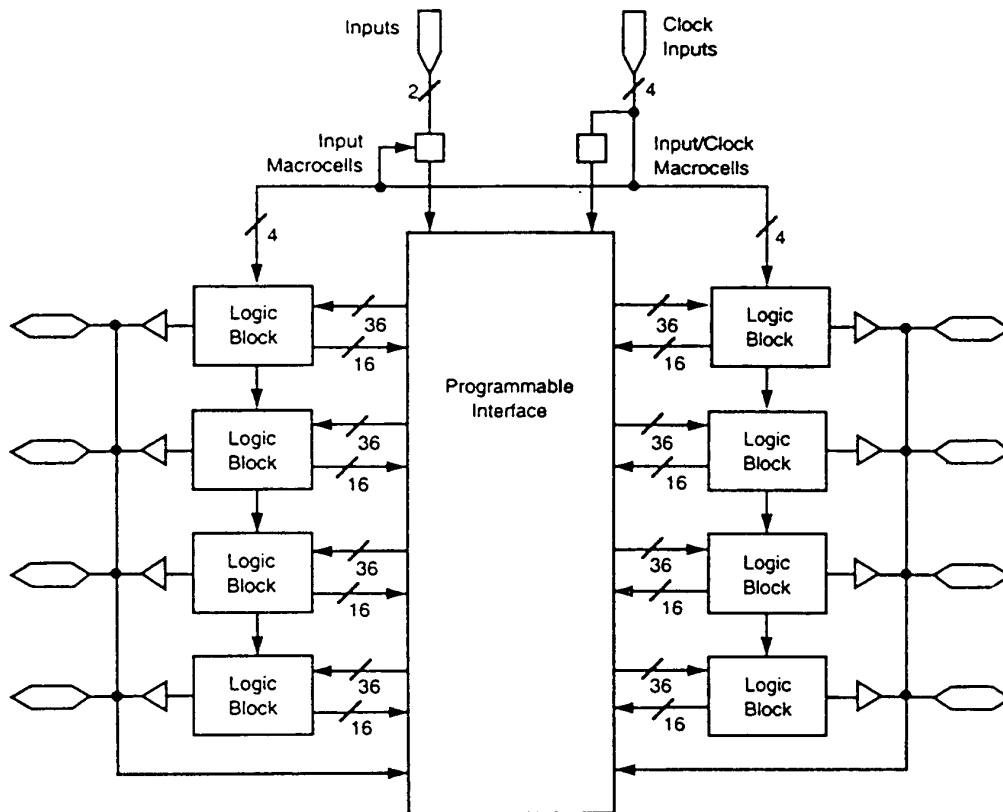 Inputs
Clock
Inputs
2
4
Input
Macrocells
Input/Clock
Macrocells
4
4
Logic
Block
36
16
36
16
Logic
Block
Programmable
Interface
Logic
Block
36
16
36
16
Logic
Block
Logic
Block
36
16
36
16
Logic
Block
Logic
Block
36
16
36
16
Logic
Block